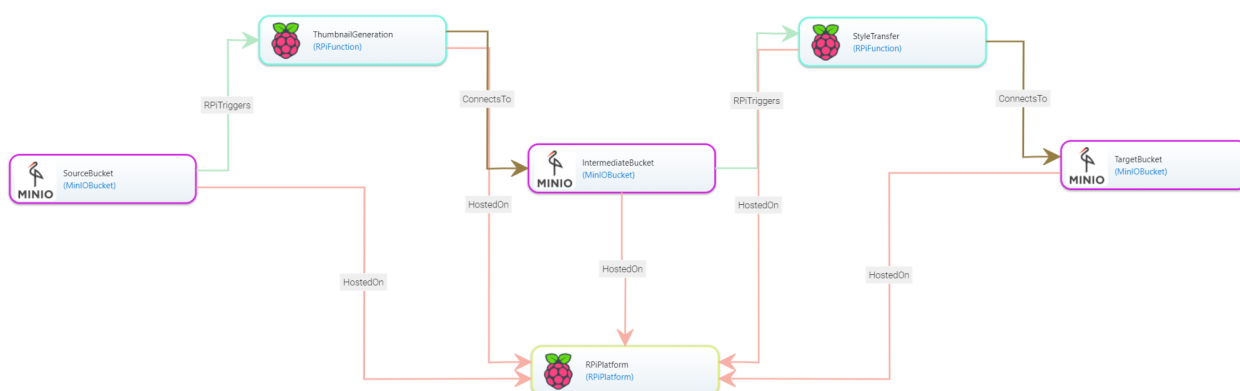 ThumbnailGeneration
(RPiFunction)
StyleTransfer
(RPiFunction)
ConnectsTo
RPiTriggers
RPiTriggers
ConnectsTo
MINIO
SourceBucket
(MinIOBucket)
MINIO
IntermediateBucket
(MinIOBucket)
MINIO
TargetBucket
(MinIOBucket)
HostedOn
HostedOn
HostedOn
HostedOn
HostedOn
RPiPlatform
(RPiPlatform)